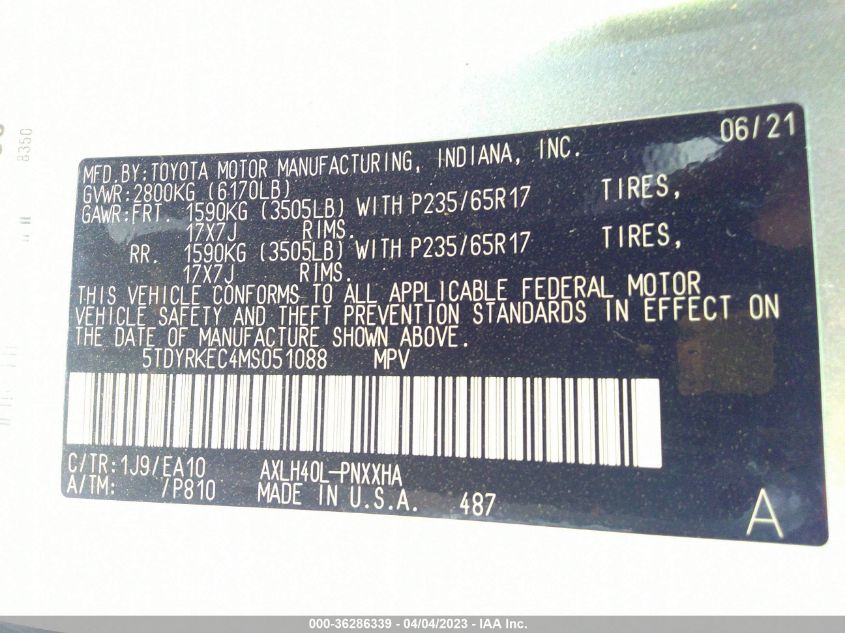 8350
06/21
MFD.BY:TOYOTA MOTOR MANUFACTURING, INDIANA, INC.
GVWR:2800KG (6170LB)
GAWR:FRT. 1590KG (3505LB) WITH P235/65R17 TIRES,
17X7J RIMS.
RR. 1590KG (3505LB) WITH P235/65R17 TIRES,
17X7J RIMS.
THIS VEHICLE CONFORMS TO ALL APPLICABLE FEDERAL MOTOR
VEHICLE SAFETY AND THEFT PREVENTION STANDARDS IN EFFECT ON
THE DATE OF MANUFACTURE SHOWN ABOVE.
5TDYRKEC4MS051088 MPV
C/TR:1J9/EA10 AXLH40L-PNXXHA
A/TM: /P810 MADE IN U.S.A. 487
A
000-36286339 - 04/04/2023 - IAA Inc.